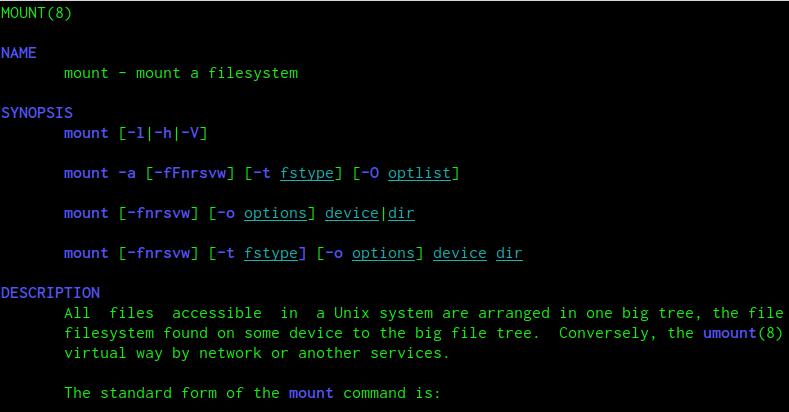 MOUNT(8)
NAME
mount - mount a filesystem
SYNOPSIS
mount [-l|-h|-V]
mount -a [-fFnrsvw] [-t fstype] [-O optlist]
mount [-fnrsvw] [-o options] device|dir
mount [-fnrsvw] [-t fstype] [-o options] device dir
DESCRIPTION
All files accessible in a Unix system are arranged in one big tree, the file
filesystem found on some device to the big file tree. Conversely, the umount(8)
virtual way by network or another services.
The standard form of the mount command is: